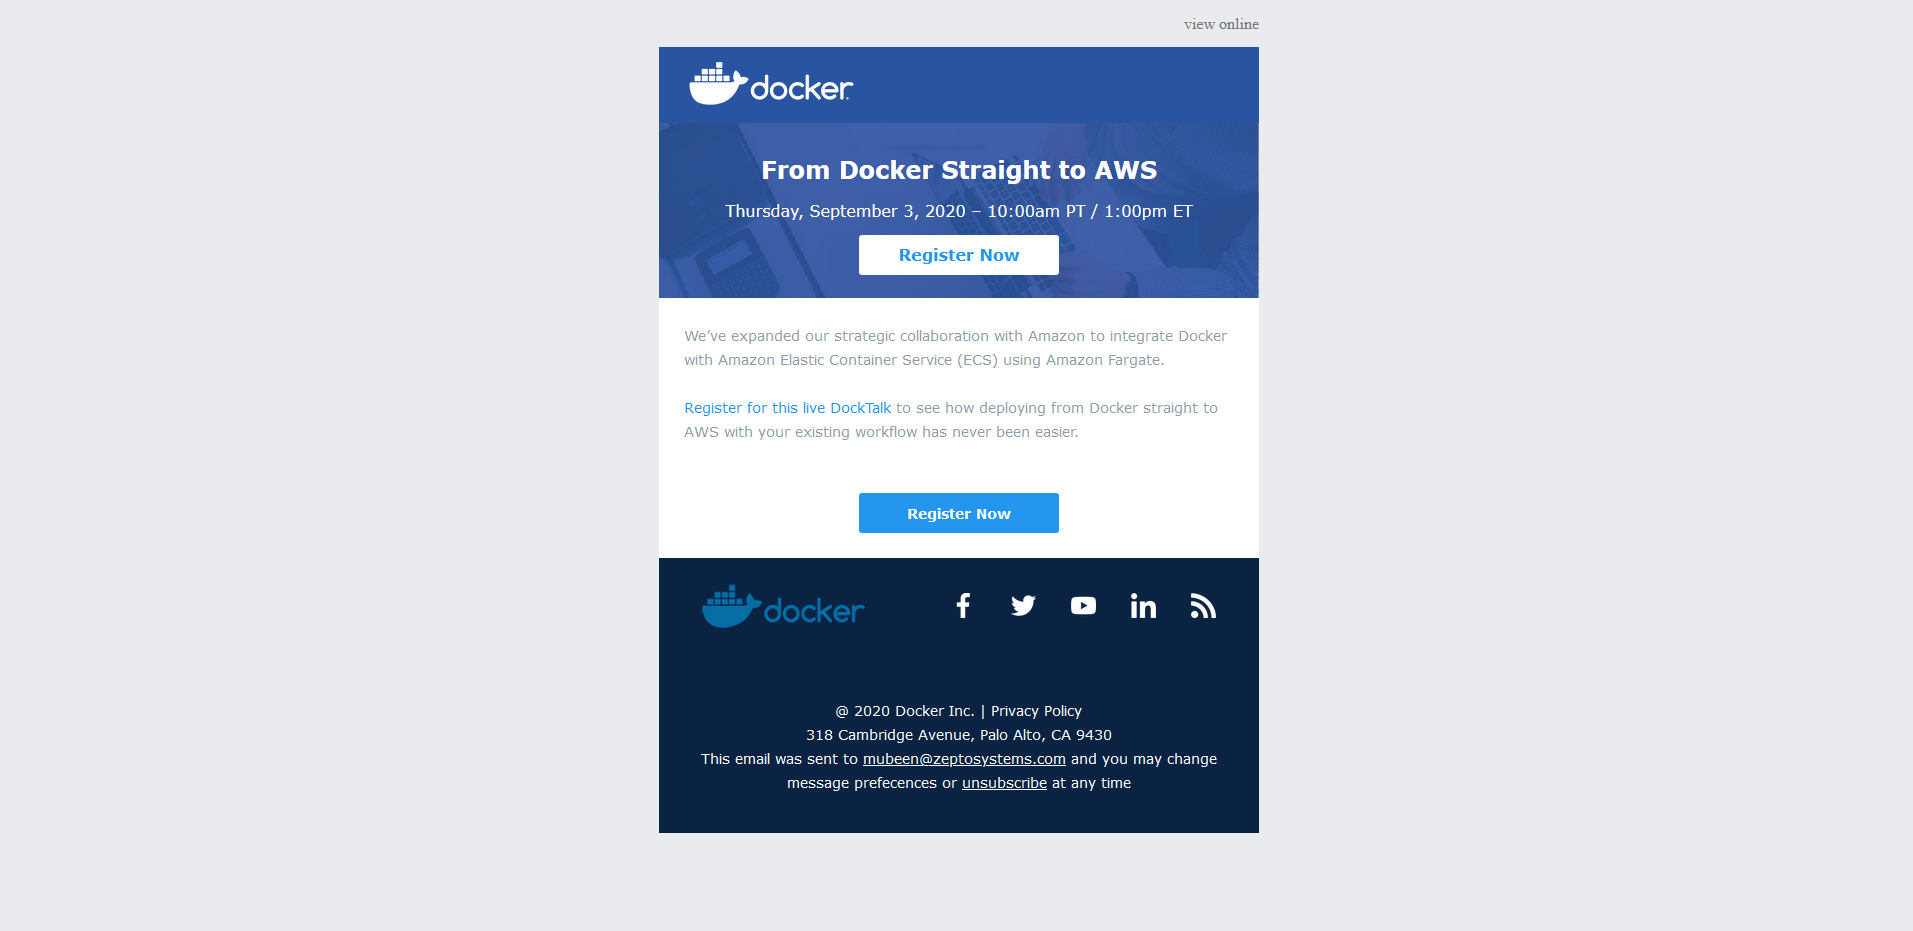 view online
docker
From Docker Straight to AWS
Thursday, September 3, 2020 – 10:00am PT / 1:00pm ET
Register Now
We’ve expanded our strategic collaboration with Amazon to integrate Docker
with Amazon Elastic Container Service (ECS) using Amazon Fargate.
Register for this live DockTalk to see how deploying from Docker straight to
AWS with your existing workflow has never been easier.
Register Now
docker
@ 2020 Docker Inc. | Privacy Policy
318 Cambridge Avenue, Palo Alto, CA 9430
This email was sent to mubeen@zeptosystems.com and you may change
message prefecences or unsubscribe at any time